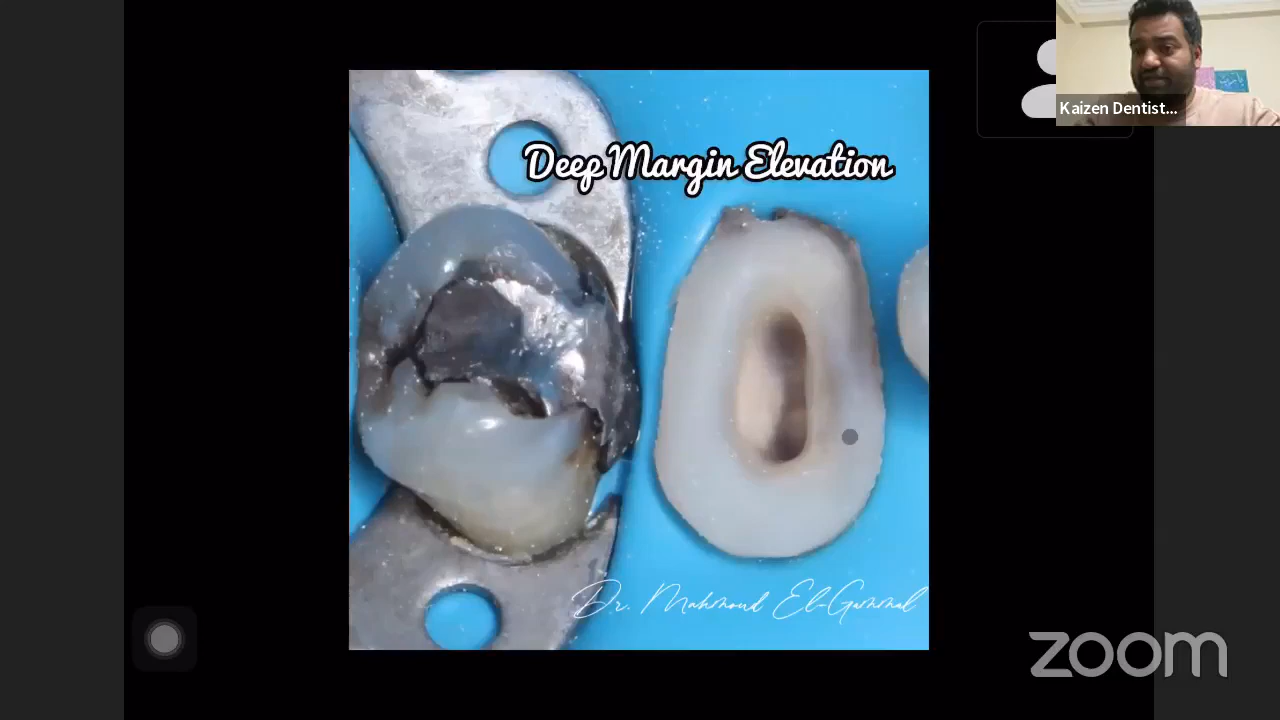 Kaizen Dentist...
Deep Margin Elevation
Dr. Mahmoud El-Gammal
zoom